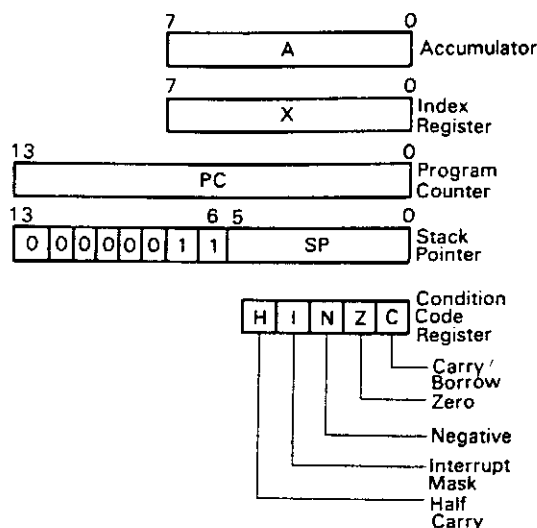 7 0
A Accumulator
7 0
X Index
Register
13 0
PC Program
Counter
13 6 5 0
0 0 0 0 0 0 1 1 SP Stack
Pointer
H I N Z C Condition
Code
Register
Carry/
Borrow
Zero
Negative
Interrupt
Mask
Half
Carry